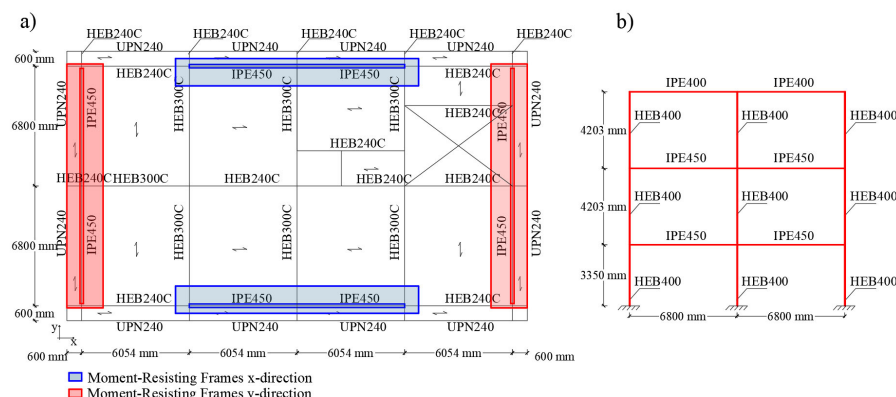 a)
HEB240C HEB240C HEB240C HEB240C HEB240C
UPN240 UPN240 UPN240 UPN240
600 mm
HEB240C IPE450 IPE450 HEB240C
UPN240 IPE450 HEB300C HEB300C HEB300C IPE450 UPN240
HEB240C
6800 mm
HEB240C
HEB240C HEB300C HEB240C HEB240C HEB240C
UPN240 IPE450 HEB300C HEB300C HEB300C IPE450 UPN240
6800 mm
HEB240C IPE450 IPE450 HEB240C
600 mm
UPN240 UPN240 UPN240 UPN240
y
x
600 mm 6054 mm 6054 mm 6054 mm 6054 mm 600 mm
Moment-Resisting Frames x-direction
Moment-Resisting Frames y-direction
b)
IPE400 IPE400
4203 mm HEB400 HEB400 HEB400
IPE450 IPE450
4203 mm HEB400 HEB400 HEB400
IPE450 IPE450
3350 mm HEB400 HEB400 HEB400
6800 mm 6800 mm